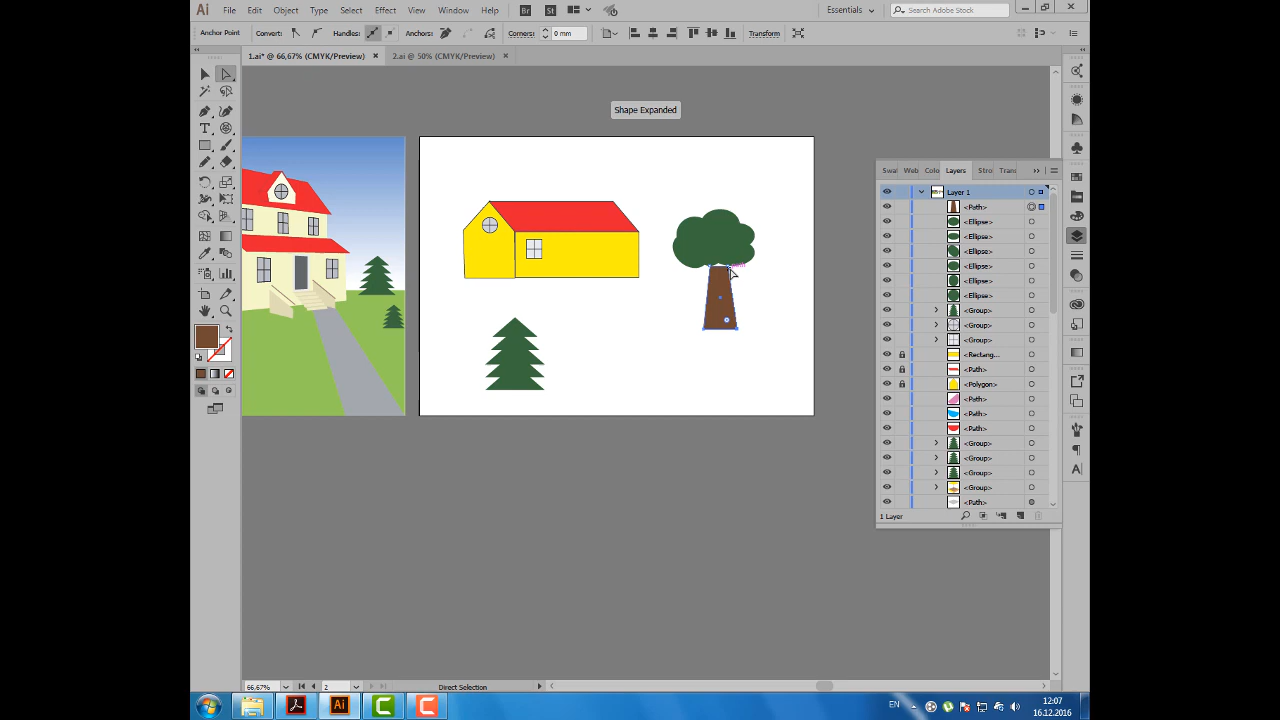 Ai File Edit Object Type Select Effect View Window Help Br St Essentials Search Adobe Stock
Anchor Point Convert: Handles: Anchors: Corners: 0 mm Transform
1.ai* @ 66,67% (CMYK/Preview) × 2.ai @ 50% (CMYK/Preview) ×
Shape Expanded
Swat Web Colo Layers Stro Trans
Layer 1
<Path>
<Ellipse>
<Ellipse>
<Ellipse>
<Ellipse>
<Ellipse>
<Ellipse>
<Group>
<Group>
<Group>
<Rectang...
<Path>
<Polygon>
<Path>
<Path>
<Path>
<Group>
<Group>
<Group>
<Group>
<Path>
1 Layer
66,67% 2 Direct Selection
Ai EN 12:07
16.12.2016